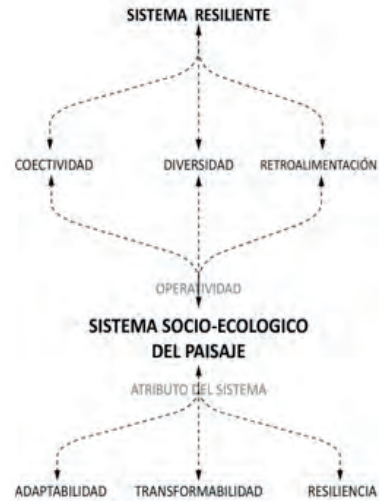 SISTEMA RESILIENTE
COECTIVIDAD DIVERSIDAD RETROALIMENTACIÓN
OPERATIVIDAD
SISTEMA SOCIO-ECOLOGICO
DEL PAISAJE
ATRIBUTO DEL SISTEMA
ADAPTABILIDAD TRANSFORMABILIDAD RESILIENCIA